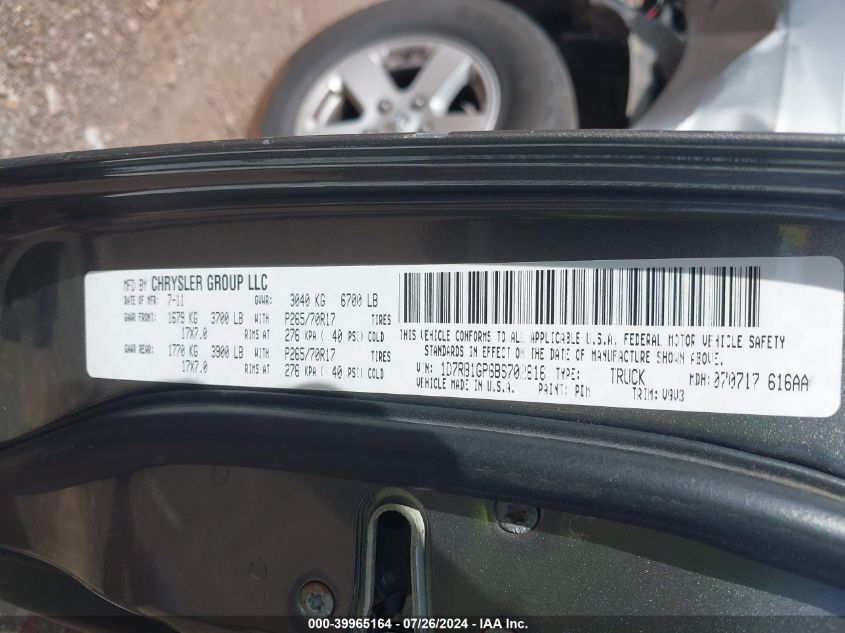 MFD BY CHRYSLER GROUP LLC
DATE OF MFR: 7-11 GVWR: 3040 KG 6700 LB
GAWR FRONT: 1679 KG 3700 LB WITH P265/70R17 TIRES
17X7.0 RIMS AT 276 KPA ( 40 PSI) COLD
GAWR REAR: 1770 KG 3900 LB WITH P265/70R17 TIRES
17X7.0 RIMS AT 276 KPA ( 40 PSI) COLD
THIS VEHICLE CONFORMS TO ALL APPLICABLE U.S.A. FEDERAL MOTOR VEHICLE SAFETY
STANDARDS IN EFFECT ON THE DATE OF MANUFACTURE SHOWN ABOVE.
VIN: TYPE: TRUCK MDH: 070717 616AA
VEHICLE MADE IN U.S.A. PAINT: PDM TRIM: V9V3
000-39965164 - 07/26/2024 - IAAI.com.